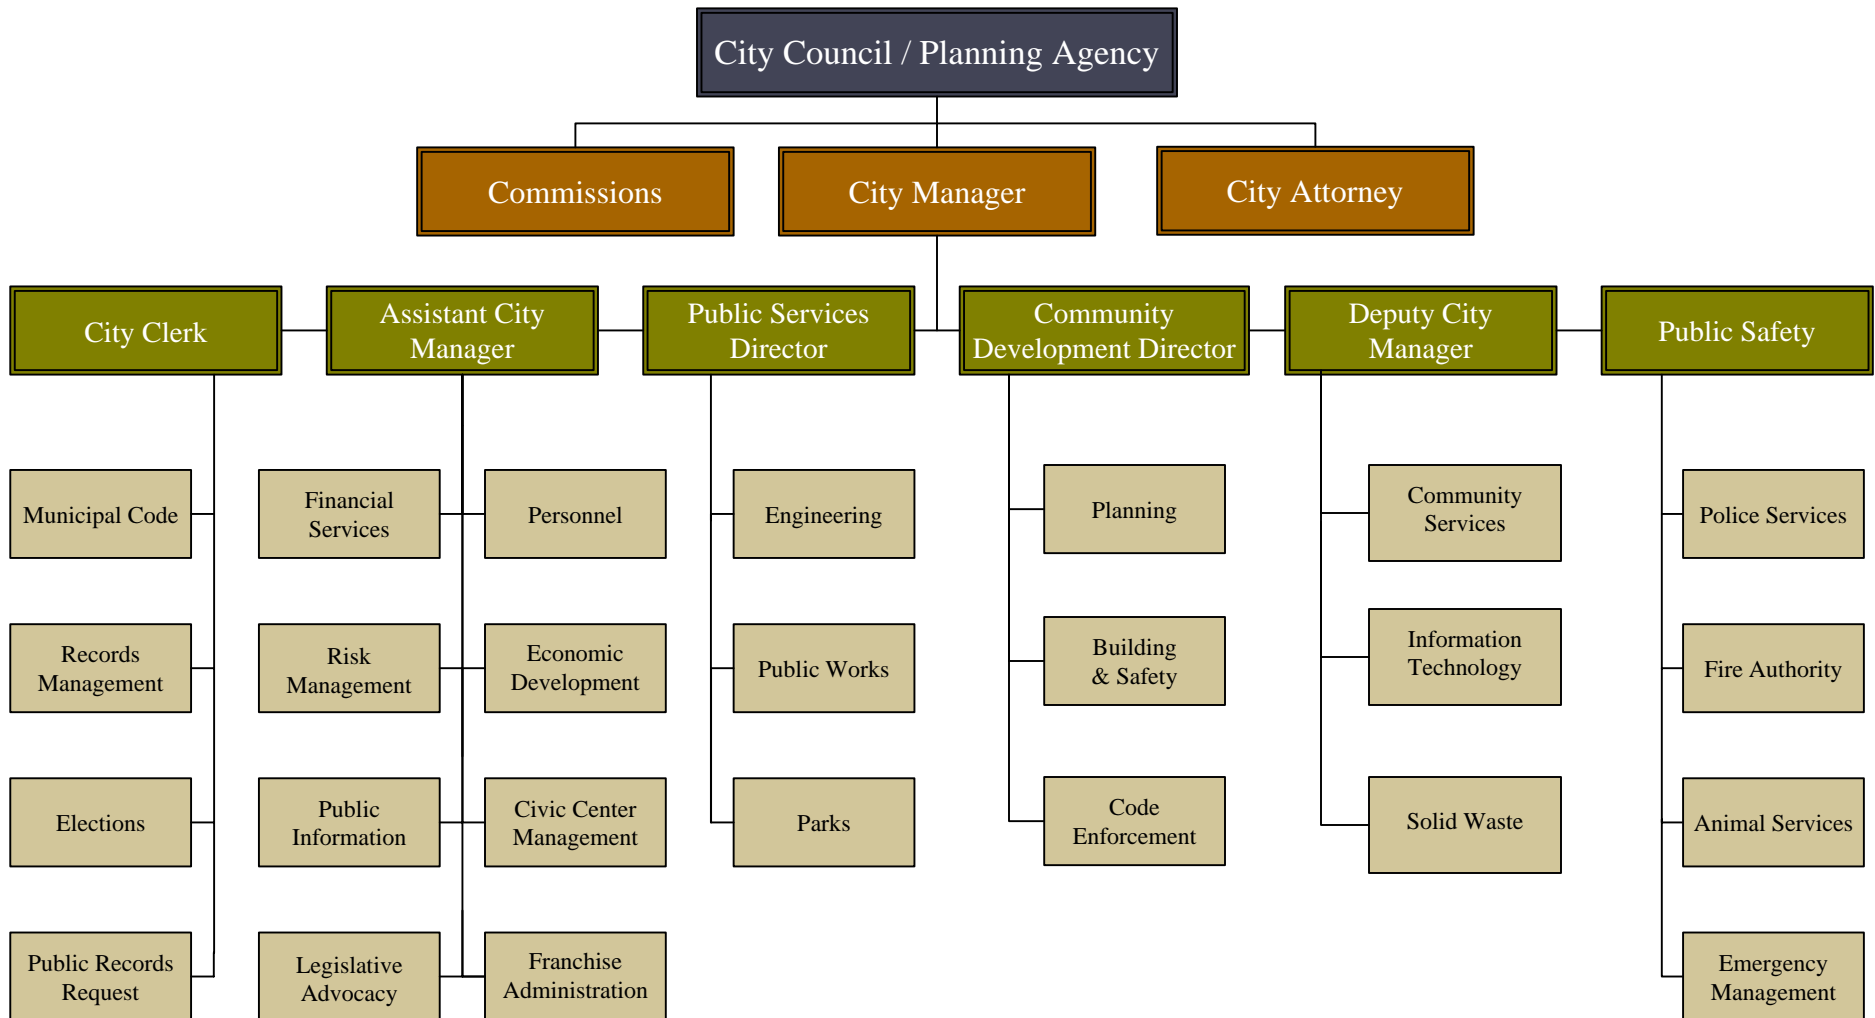 City Council / Planning Agency
Commissions
City Manager
City Attorney
City Clerk
Assistant City
Manager
Public Services
Director
Community
Development Director
Deputy City
Manager
Public Safety
Municipal Code
Financial
Services
Personnel
Engineering
Planning
Community
Services
Police Services
Records
Management
Risk
Management
Economic
Development
Public Works
Building
& Safety
Information
Technology
Fire Authority
Elections
Public
Information
Civic Center
Management
Parks
Code
Enforcement
Solid Waste
Animal Services
Public Records
Request
Legislative
Advocacy
Franchise
Administration
Emergency
Management